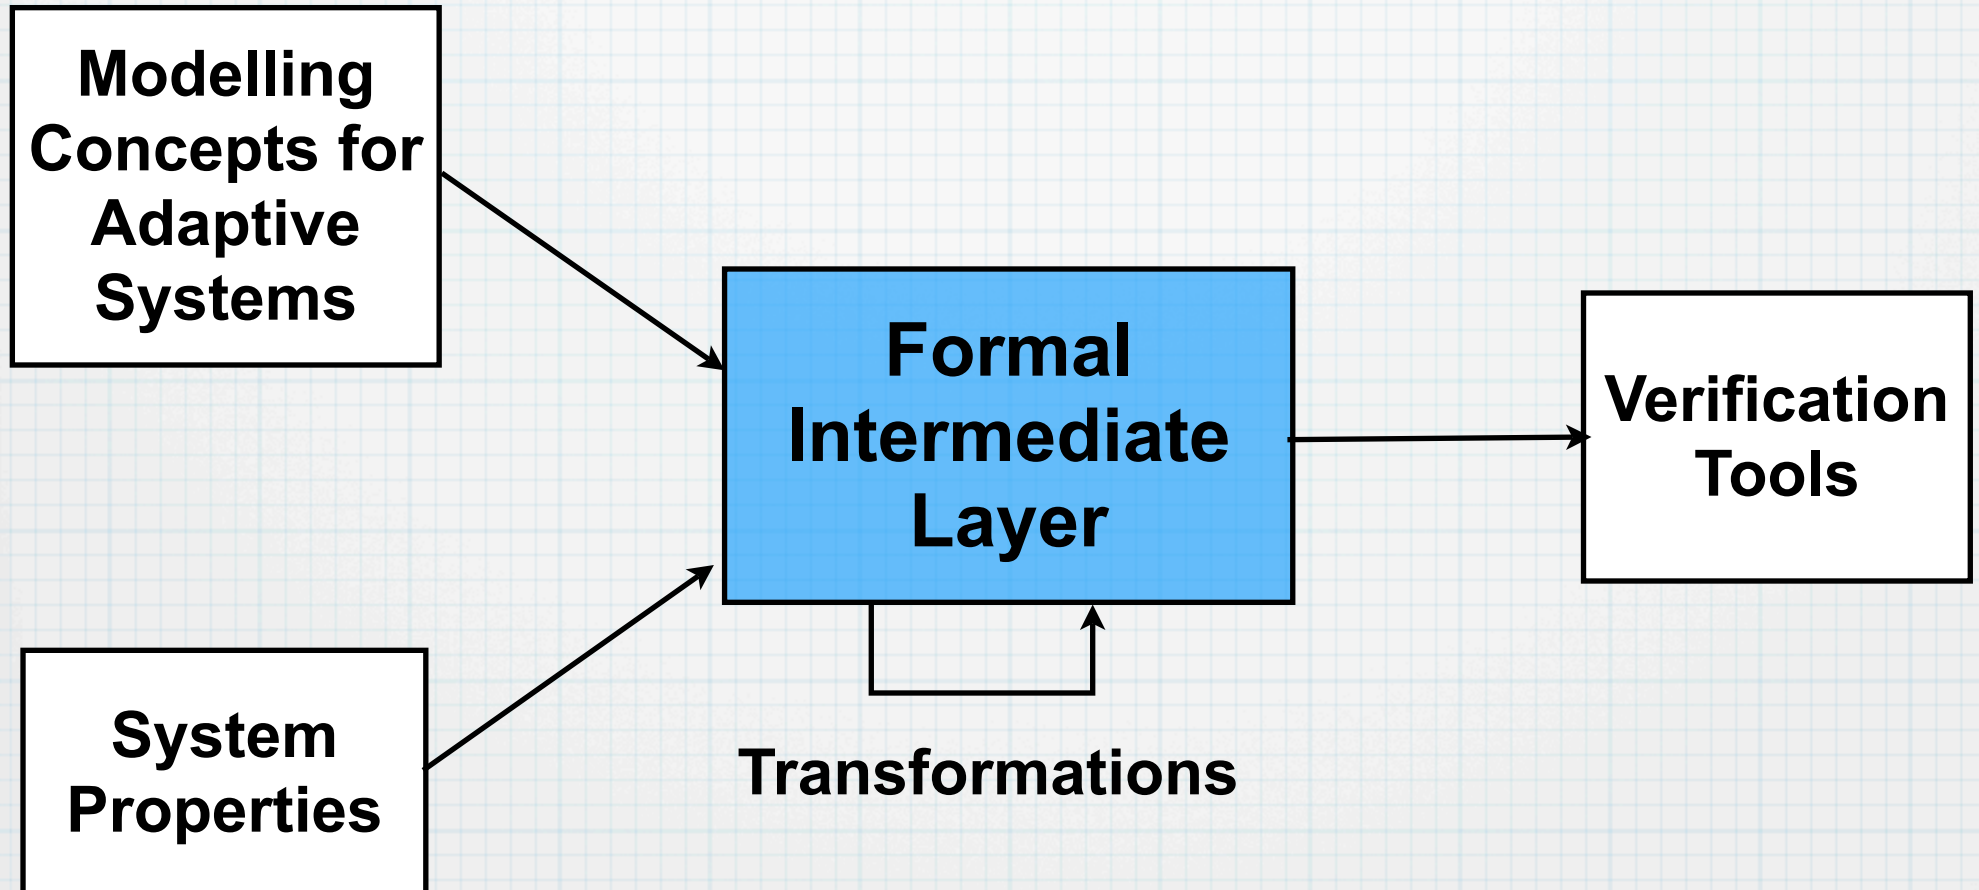 Modelling
Concepts for
Adaptive
Systems
Formal
Intermediate
Layer
Verification
Tools
System
Properties
Transformations